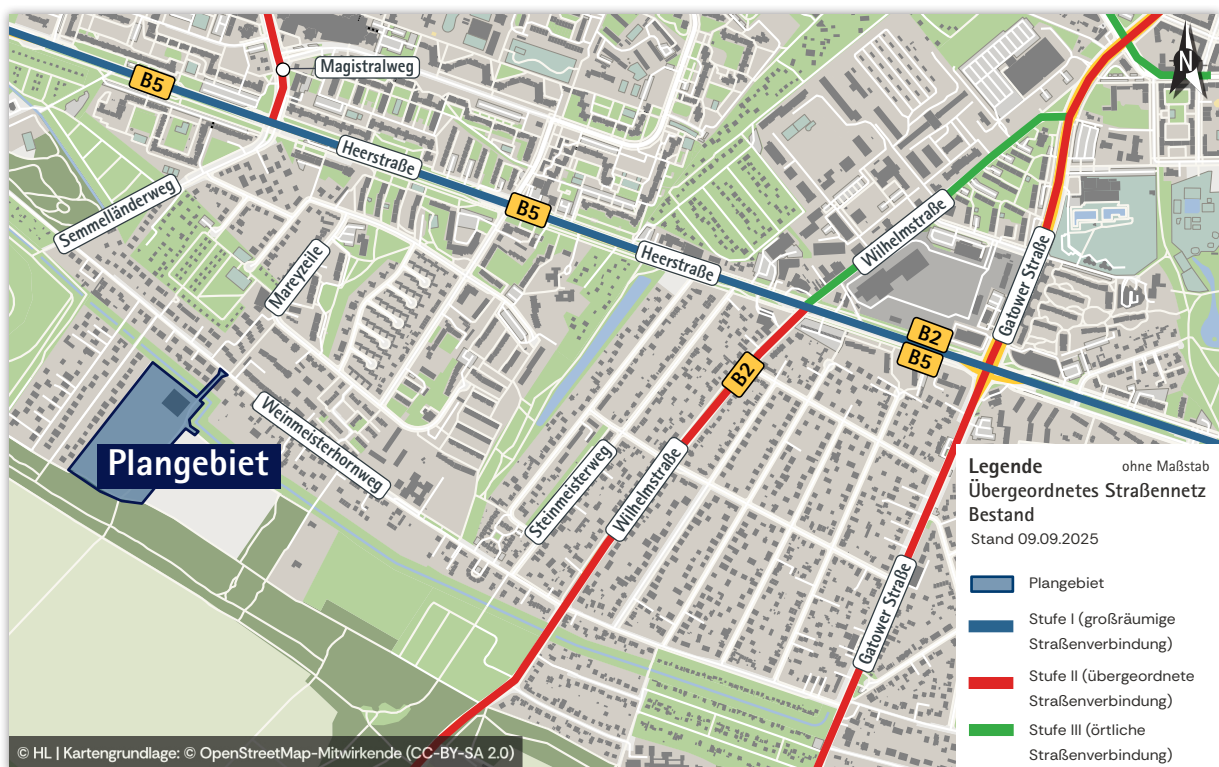 N
Magistralweg
B5
Heerstraße
Semmelländerweg
B5
Wilhelmstraße
Mareyzeile
Heerstraße
Gatower Straße
B2
B5
B2
Weinmeisterhornweg
Plangebiet
Steinmeisterweg
Wilhelmstraße
Gatower Straße
Legende
ohne Maßstab
Übergeordnetes Straßennetz
Bestand
Stand 09.09.2025
Plangebiet
Stufe I (großräumige
Straßenverbindung)
Stufe II (übergeordnete
Straßenverbindung)
Stufe III (örtliche
Straßenverbindung)
© HL | Kartengrundlage: © OpenStreetMap-Mitwirkende (CC-BY-SA 2.0)